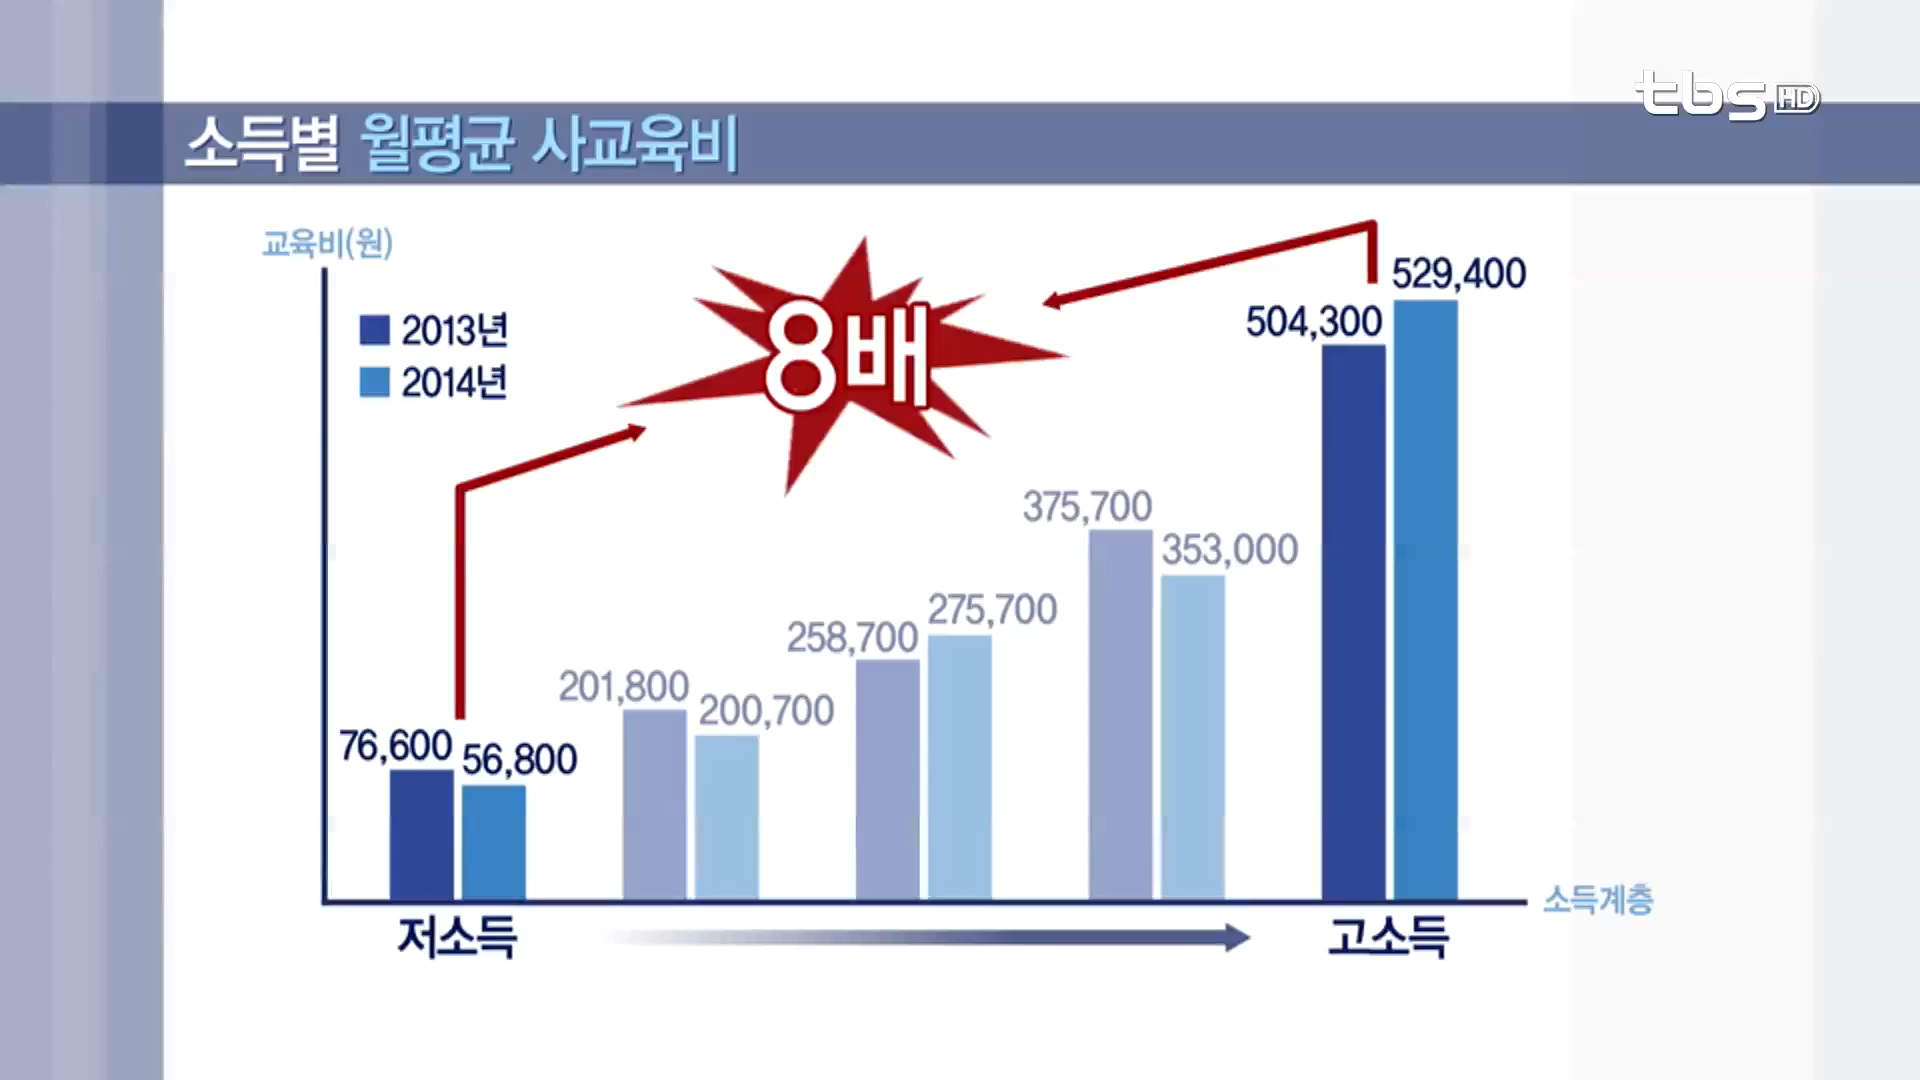 tbs HD
소득별 월평균 사교육비
교육비(원)
2013년
2014년
8배
529,400
504,300
375,700
353,000
275,700
258,700
201,800
200,700
76,600
56,800
소득계층
저소득
고소득